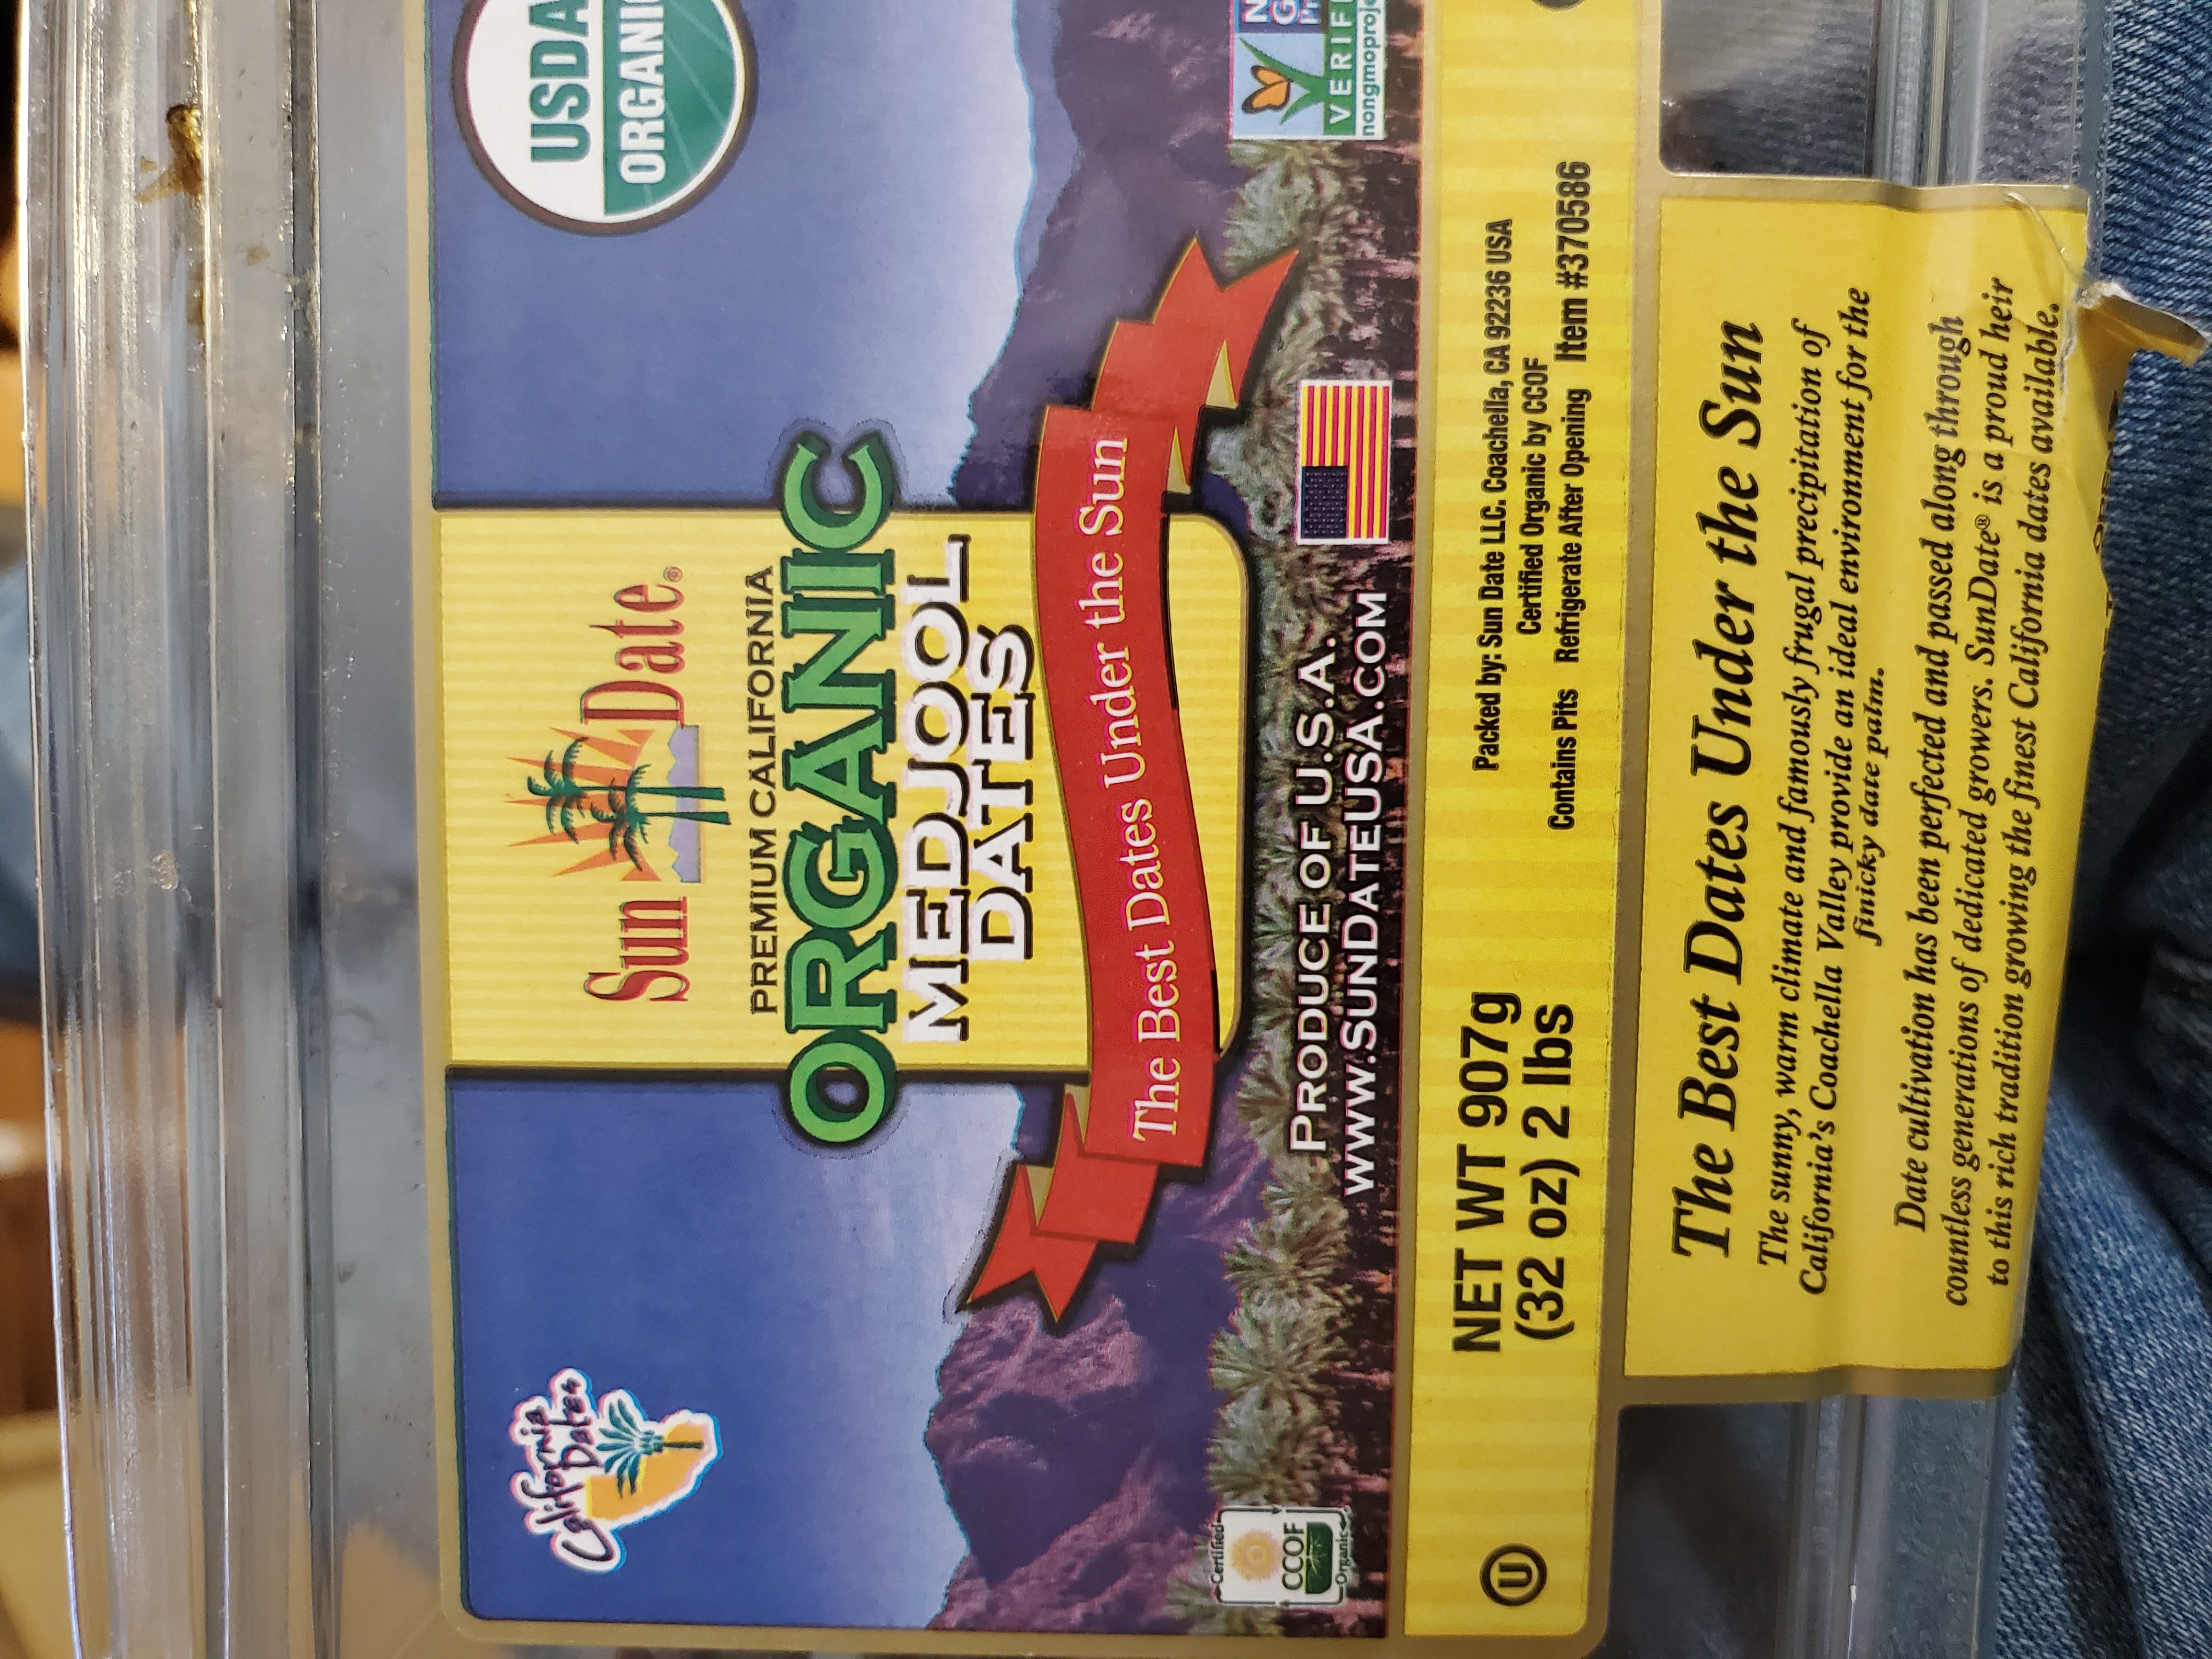 California
Dates
USDA
ORGANIC
Sun Date®
PREMIUM CALIFORNIA
ORGANIC
MEDJOOL
DATES
The Best Dates Under the Sun
Certified
CCOF
Organic
PRODUCE OF U.S.A.
WWW.SUNDATEUSA.COM
VERIF
nongmoproje
U
NET WT 907g
(32 oz) 2 lbs
Packed by: Sun Date LLC. Coachella, CA 92236 USA
Certified Organic by CCOF
Contains Pits Refrigerate After Opening Item #370586
The Best Dates Under the Sun
The sunny, warm climate and famously frugal precipitation of
California's Coachella Valley provide an ideal environment for the
finicky date palm.
Date cultivation has been perfected and passed along through
countless generations of dedicated growers. SunDate® is a proud heir
to this rich tradition growing the finest California dates available.